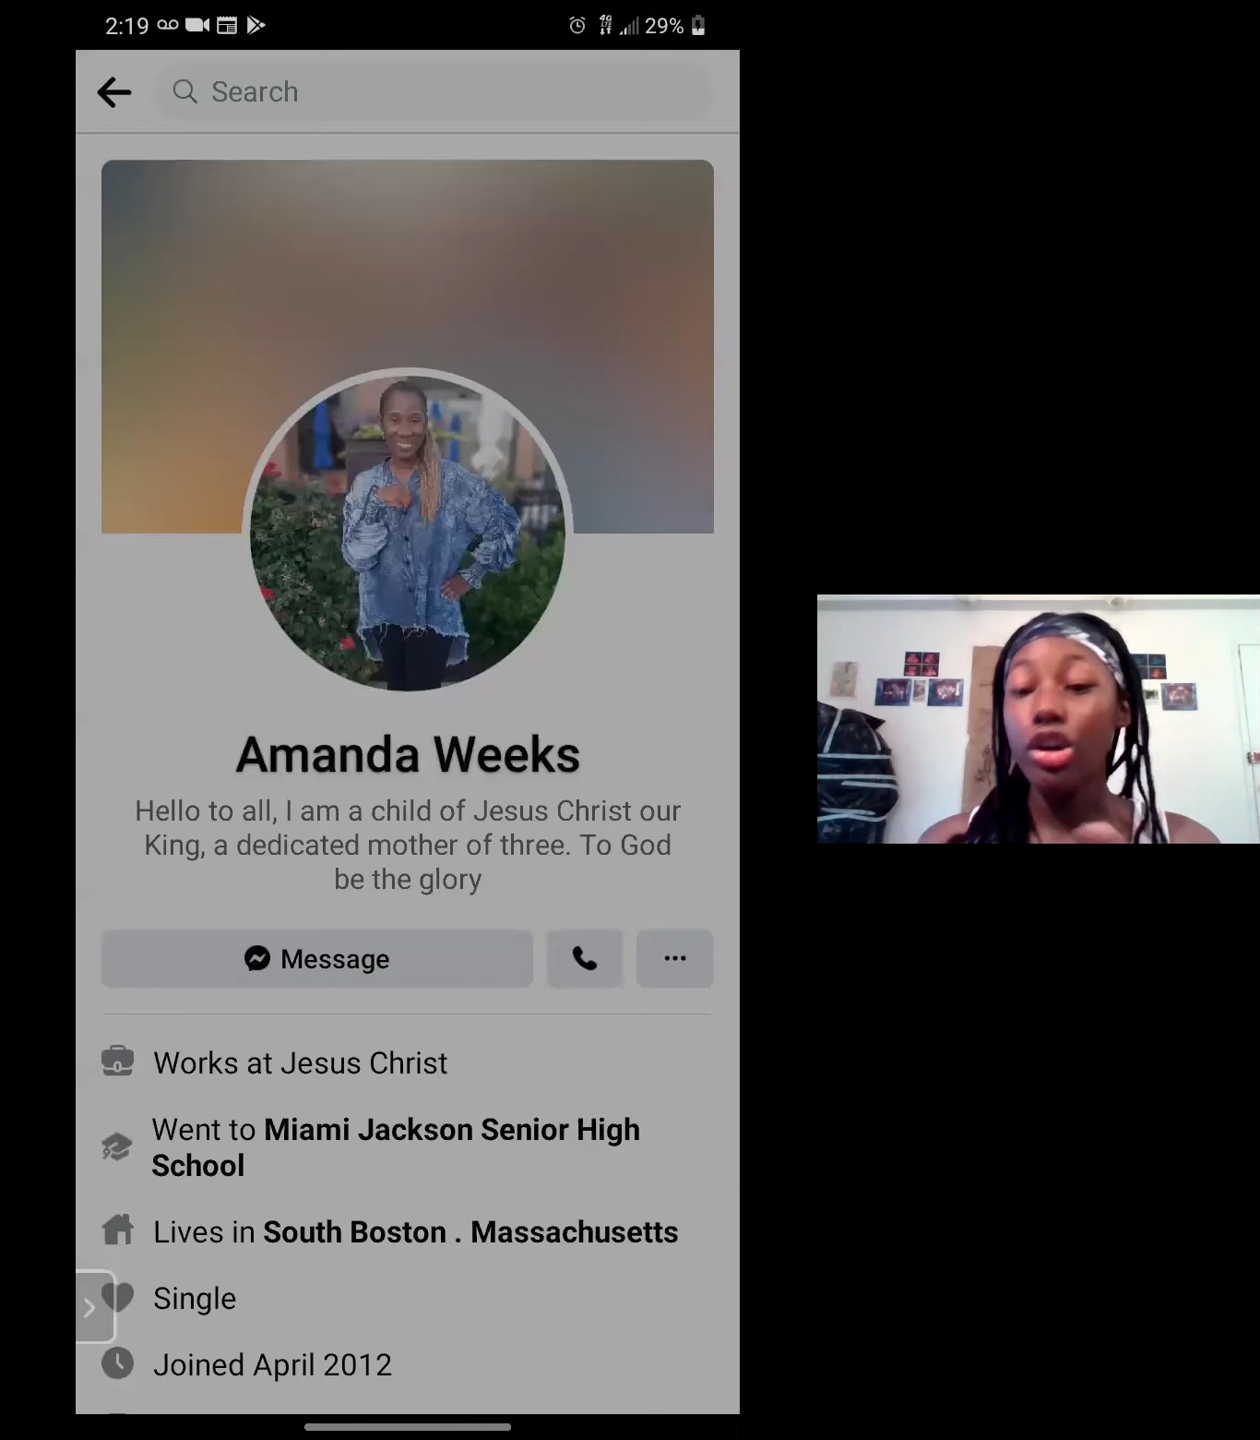 2:19
4G
LTE
29%
Search
Amanda Weeks
Hello to all, I am a child of Jesus Christ our
King, a dedicated mother of three. To God
be the glory
Message
Works at Jesus Christ
Went to Miami Jackson Senior High
School
Lives in South Boston . Massachusetts
Single
Joined April 2012